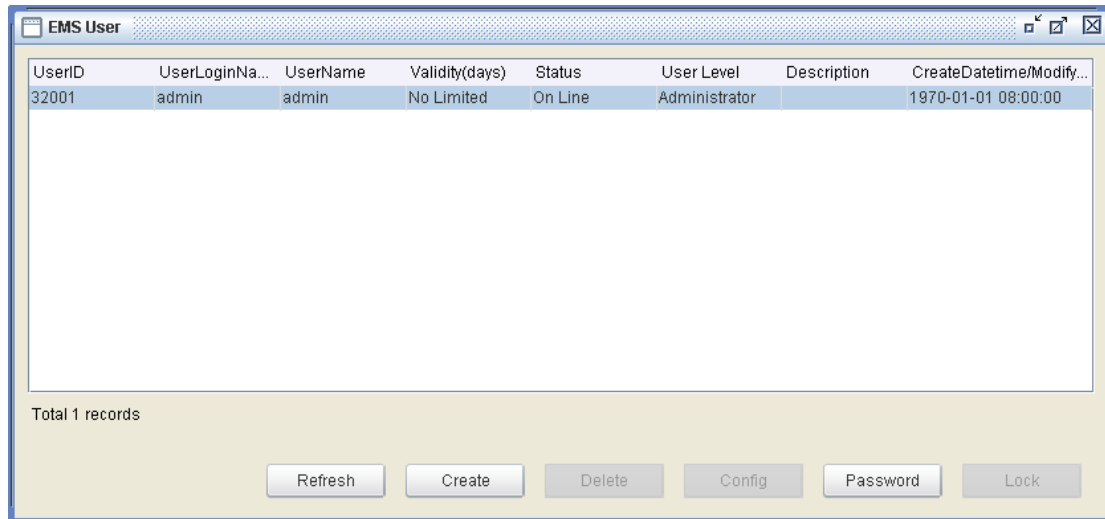 EMS User
UserID UserLoginNa... UserName Validity(days) Status User Level Description CreateDatetime/Modify...
32001 admin admin No Limited On Line Administrator 1970-01-01 08:00:00
Total 1 records
Refresh Create Delete Config Password Lock